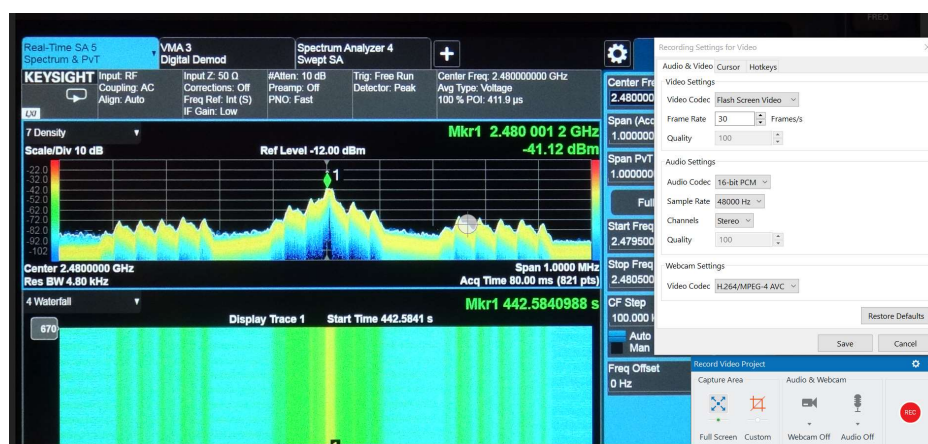 FREQ
Real-Time SA 5
Spectrum & PvT
VMA 3
Digital Demod
Spectrum Analyzer 4
Swept SA
+
KEYSIGHT
LXI
Input: RF
Coupling: AC
Align: Auto
Input Z: 50 Ω
Corrections: Off
Freq Ref: Int (S)
IF Gain: Low
#Atten: 10 dB
Preamp: Off
PNO: Fast
Trig: Free Run
Detector: Peak
Center Freq: 2.480000000 GHz
Avg Type: Voltage
100 % POI: 411.9 µs
7 Density
Scale/Div 10 dB
Ref Level -12.00 dBm
Mkr1 2.480 001 2 GHz
-41.12 dBm
1
-22.0
-32.0
-42.0
-52.0
-62.0
-72.0
-82.0
-92.0
-102
Center 2.4800000 GHz
Res BW 4.80 kHz
Span 1.0000 MHz
Acq Time 80.00 ms (821 pts)
4 Waterfall
Mkr1 442.5840988 s
Display Trace 1 Start Time 442.5841 s
670
Center Fre
2.480000
Span (Acq
1.000000
Span PvT
1.000000
Full
Start Freq
2.479500
Stop Freq
2.480500
CF Step
100.000
Auto
Man
Freq Offset
0 Hz
Recording Settings for Video
Audio & Video Cursor Hotkeys
Video Settings
Video Codec Flash Screen Video
Frame Rate 30 Frames/s
Quality 100
Audio Settings
Audio Codec 16-bit PCM
Sample Rate 48000 Hz
Channels Stereo
Quality 100
Webcam Settings
Video Codec H.264/MPEG-4 AVC
Restore Defaults
Save Cancel
Record Video Project
Capture Area Audio & Webcam
REC
Full Screen Custom Webcam Off Audio Off